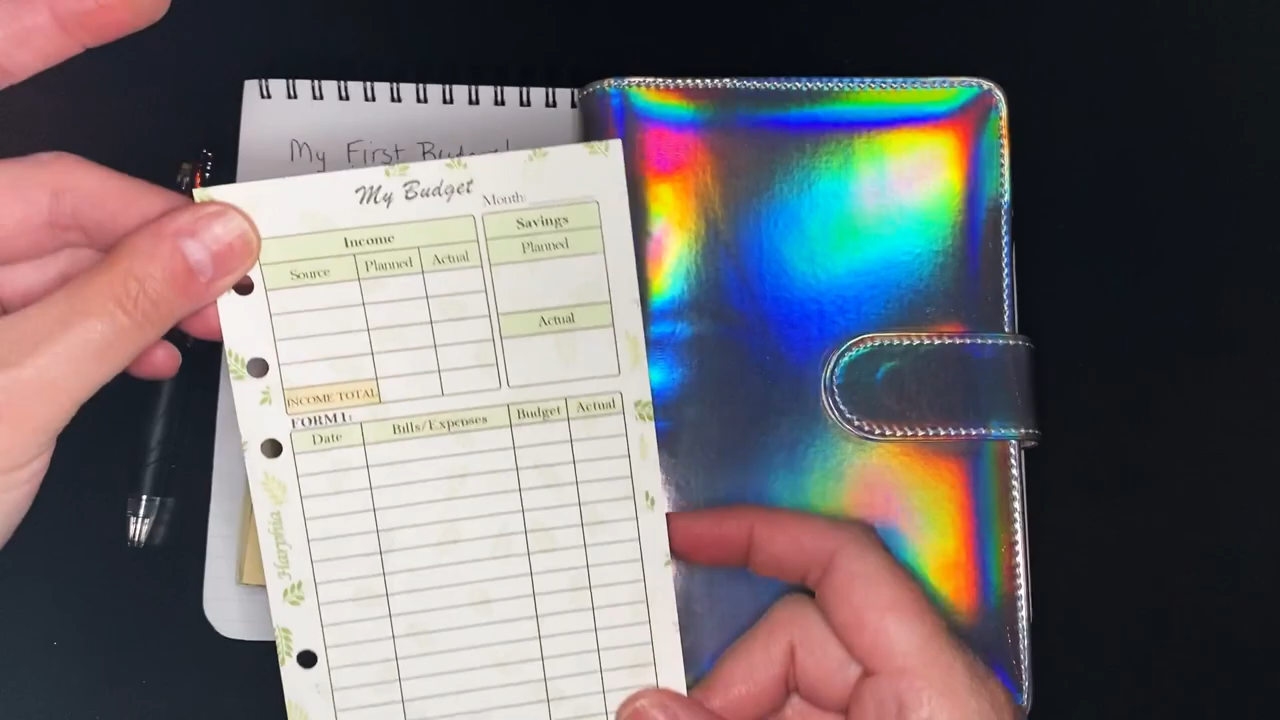 My First Budget
My Budget
Month:
Income
Source Planned Actual
INCOME TOTAL
Savings
Planned
Actual
FORM1:
Date Bills/Expenses Budget Actual
Harphia